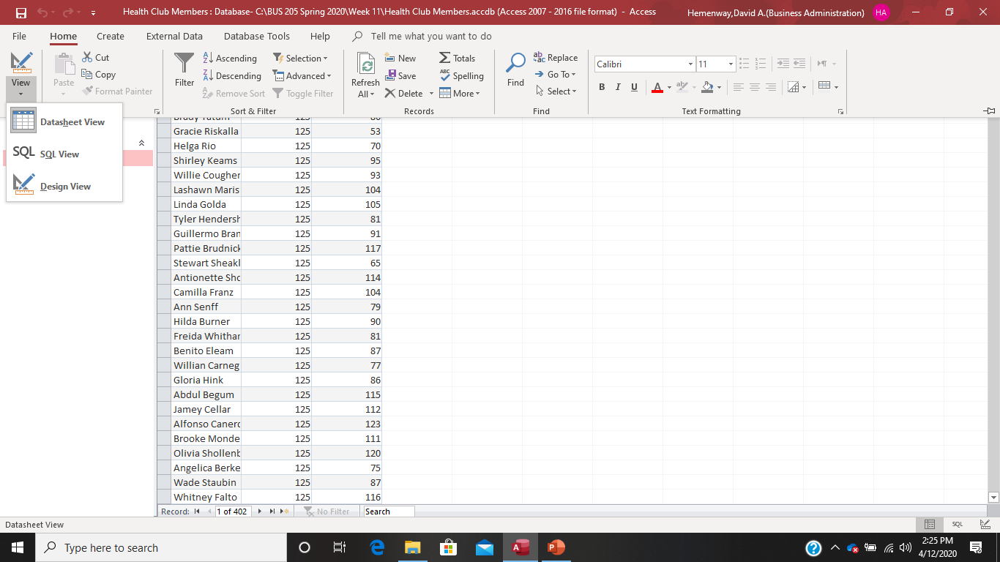 Health Club Members : Database- C:\BUS 205 Spring 2020\Week 11\Health Club Members.accdb (Access 2007 - 2016 file format) - Access
Hemenway,David A.(Business Administration)
HA
File Home Create External Data Database Tools Help Tell me what you want to do
View
Paste
Cut
Copy
Format Painter
Filter
Ascending
Descending
Remove Sort
Selection
Advanced
Toggle Filter
Sort & Filter
Refresh
All
New
Save
Delete
Totals
Spelling
More
Records
Find
Replace
Go To
Select
Find
Calibri
11
B I U A
Text Formatting
Datasheet View
SQL SQL View
Design View
Brady Tatum 125 86
Gracie Riskalla 125 53
Helga Rio 125 70
Shirley Keams 125 95
Willie Cougher 125 93
Lashawn Maris 125 104
Linda Golda 125 105
Tyler Hendersh 125 81
Guillermo Bran 125 91
Pattie Brudnick 125 117
Stewart Sheakl 125 65
Antionette Sho 125 114
Camilla Franz 125 104
Ann Senff 125 79
Hilda Burner 125 90
Freida Whithar 125 81
Benito Eleam 125 87
Willian Carneg 125 77
Gloria Hink 125 86
Abdul Begum 125 115
Jamey Cellar 125 112
Alfonso Canero 125 123
Brooke Monde 125 111
Olivia Shollenb 125 120
Angelica Berke 125 75
Wade Staubin 125 87
Whitney Falto 125 116
Record: 1 of 402 No Filter Search
Datasheet View
SQL
Type here to search
2:25 PM
4/12/2020